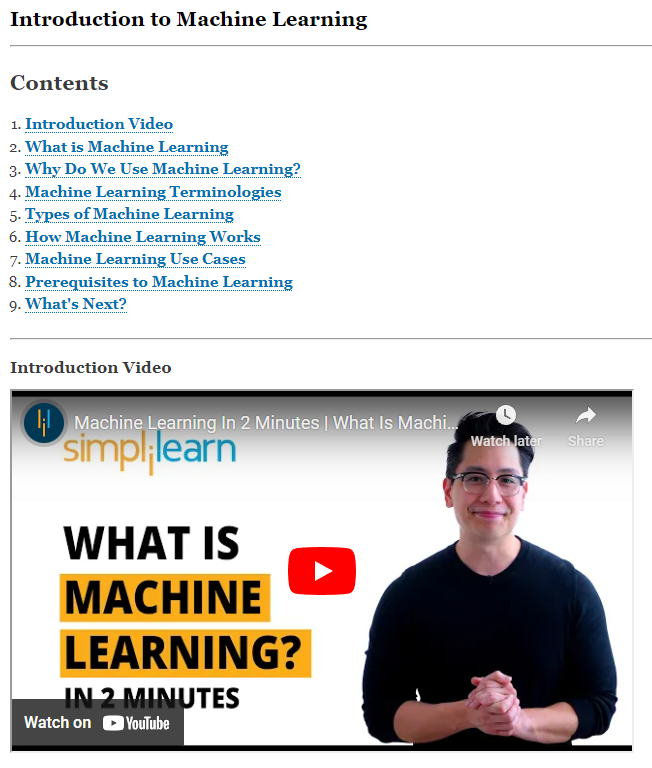 Introduction to Machine Learning
Contents
1. Introduction Video
2. What is Machine Learning
3. Why Do We Use Machine Learning?
4. Machine Learning Terminologies
5. Types of Machine Learning
6. How Machine Learning Works
7. Machine Learning Use Cases
8. Prerequisites to Machine Learning
9. What's Next?
Introduction Video
Machine Learning In 2 Minutes | What Is Machi...
Watch later
Share
simplilearn
WHAT IS
MACHINE
LEARNING?
IN 2 MINUTES
Watch on YouTube